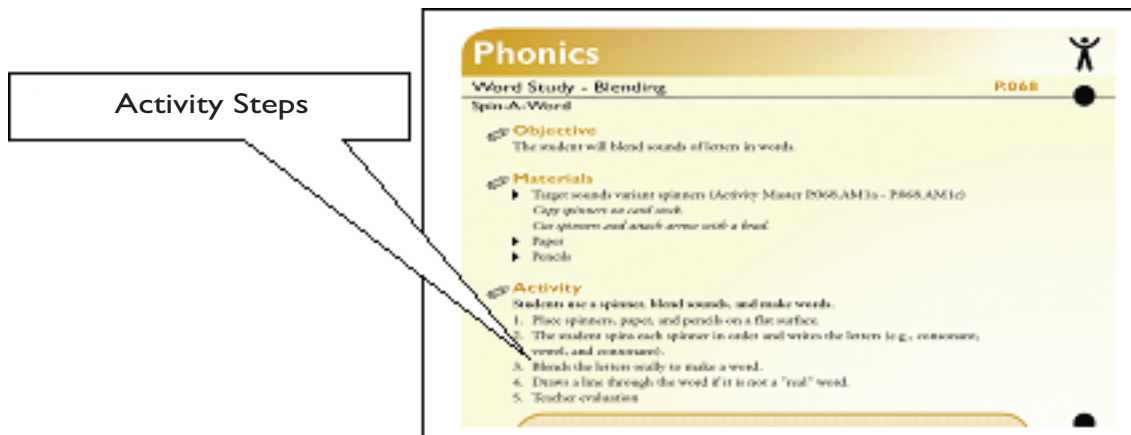 Activity Steps
Phonics
Word Study - Blending P.068
Spin-A-Word
Objective
The student will blend sounds of letters in words.
Materials
Target sounds variant spinners (Activity Master P.068.AM1a - P.068.AM1c)
Copy spinners on card stock.
Cut spinners and attach arrow with a brad.
Paper
Pencils
Activity
Students use a spinner, blend sounds, and make words.
1. Place spinners, paper, and pencils on a flat surface.
2. The student spins each spinner in order and writes the letters (e.g., consonant,
vowel, and consonant).
3. Blends the letters orally to make a word.
4. Draws a line through the word if it is not a "real" word.
5. Teacher evaluation